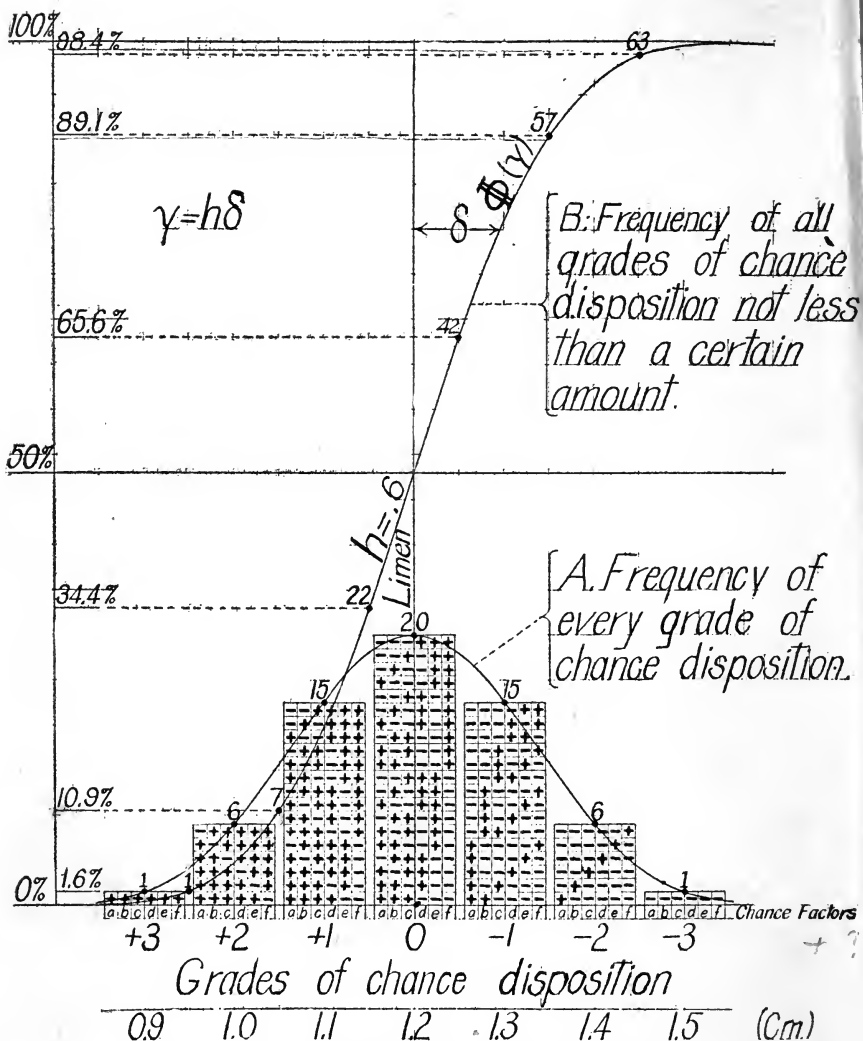 100%
98.4%
63
89.1%
57
γ=hδ
δ Φ(γ)
B. Frequency of all
grades of chance
disposition not less
than a certain
amount.
65.6%
42
50%
h=.6
Limen
A. Frequency of
every grade of
chance disposition.
34.4%
22
20
15
15
10.9%
7
6
6
1.6%
1
1
1
0%
a b c d e f a b c d e f a b c d e f a b c d e f a b c d e f a b c d e f a b c d e f Chance Factors
+3 +2 +1 0 -1 -2 -3
+ ?
Grades of chance disposition
0.9 1.0 1.1 1.2 1.3 1.4 1.5 (Cm.)